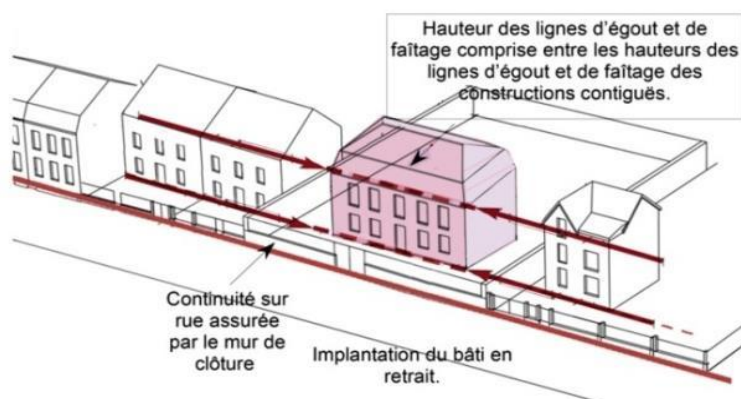 Hauteur des lignes d’égout et de
faîtage comprise entre les hauteurs des
lignes d’égout et de faîtage des
constructions contiguës.
Continuité sur
rue assurée
par le mur de
clôture
Implantation du bâti en
retrait.